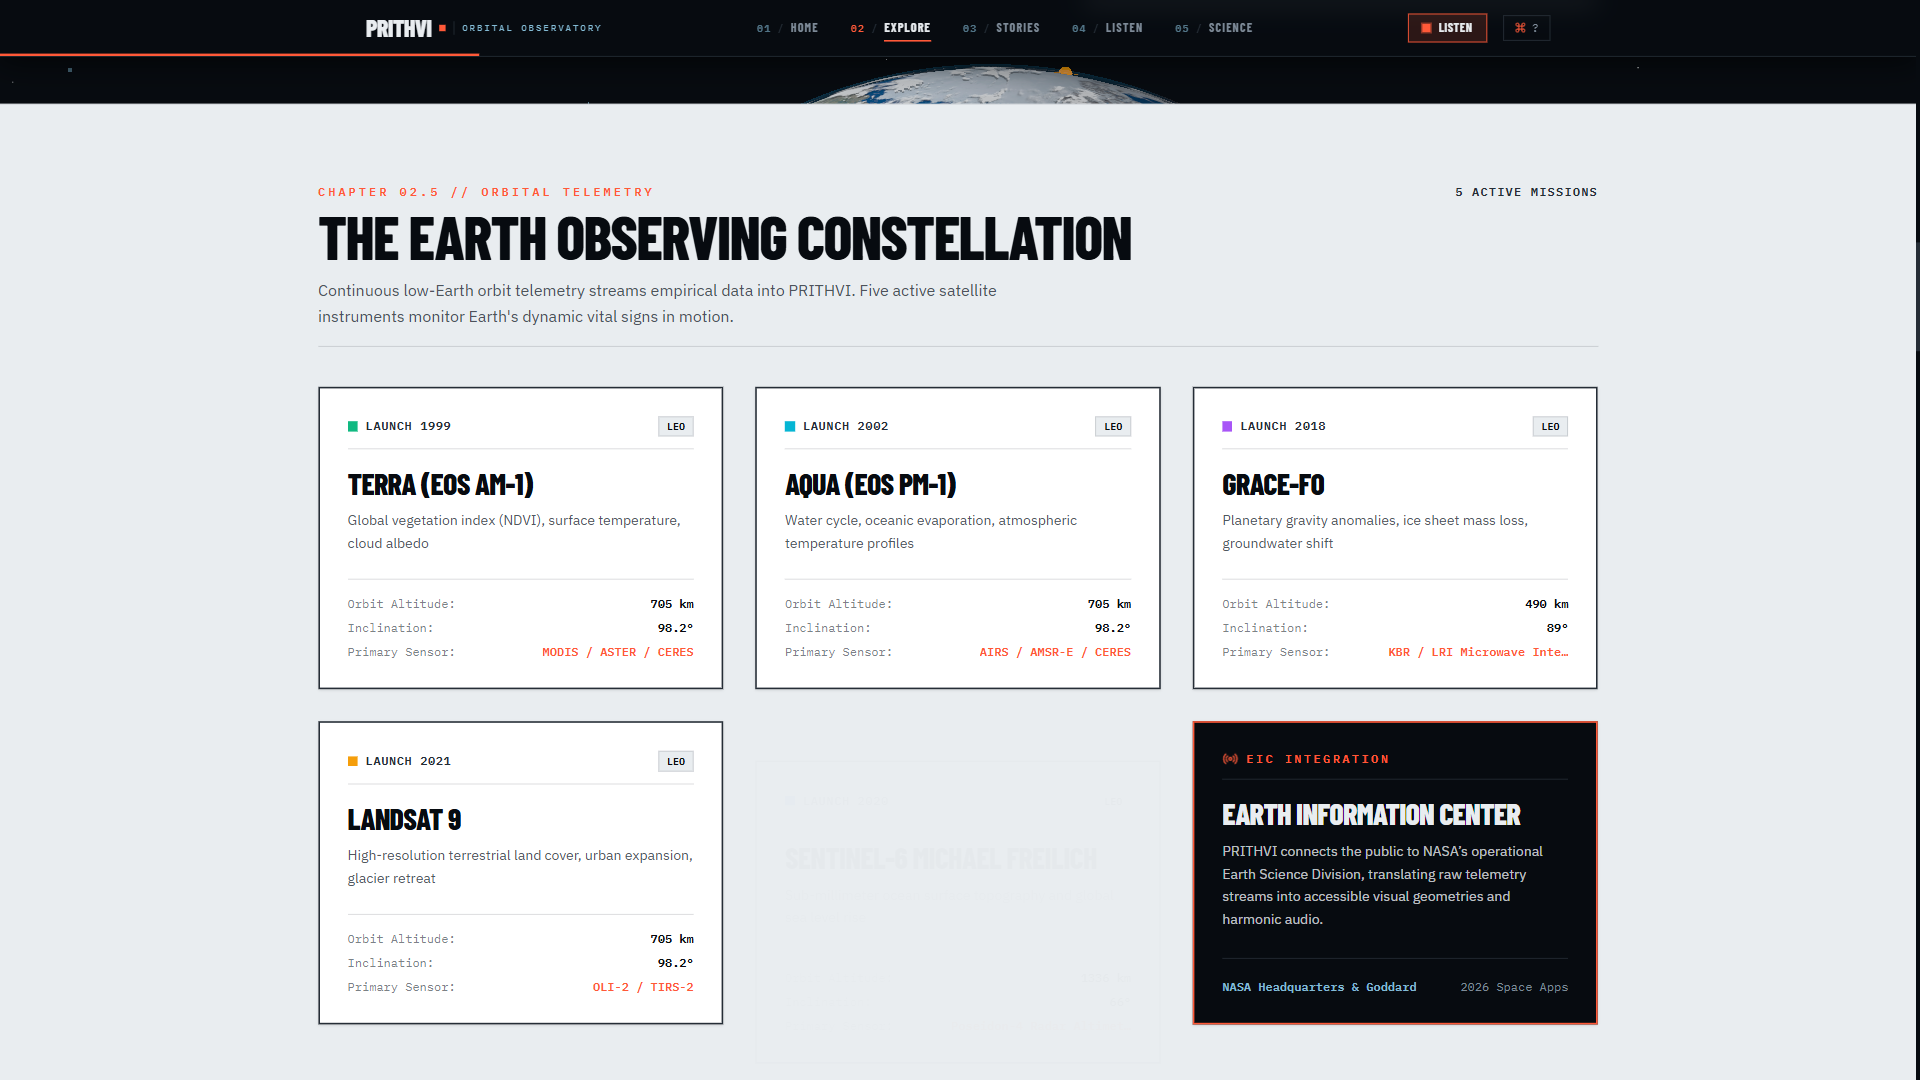 PRITHVI
ORBITAL OBSERVATORY
01 / HOME
02 / EXPLORE
03 / STORIES
04 / LISTEN
05 / SCIENCE
LISTEN
⌘ ?
CHAPTER 02.5 // ORBITAL TELEMETRY
5 ACTIVE MISSIONS
THE EARTH OBSERVING CONSTELLATION
Continuous low-Earth orbit telemetry streams empirical data into PRITHVI. Five active satellite
instruments monitor Earth's dynamic vital signs in motion.
LAUNCH 1999
LEO
TERRA (EOS AM-1)
Global vegetation index (NDVI), surface temperature,
cloud albedo
Orbit Altitude: 705 km
Inclination: 98.2°
Primary Sensor: MODIS / ASTER / CERES
LAUNCH 2002
LEO
AQUA (EOS PM-1)
Water cycle, oceanic evaporation, atmospheric
temperature profiles
Orbit Altitude: 705 km
Inclination: 98.2°
Primary Sensor: AIRS / AMSR-E / CERES
LAUNCH 2018
LEO
GRACE-FO
Planetary gravity anomalies, ice sheet mass loss,
groundwater shift
Orbit Altitude: 490 km
Inclination: 89°
Primary Sensor: KBR / LRI Microwave Inte…
LAUNCH 2021
LEO
LANDSAT 9
High-resolution terrestrial land cover, urban expansion,
glacier retreat
Orbit Altitude: 705 km
Inclination: 98.2°
Primary Sensor: OLI-2 / TIRS-2
SENTINEL-6 MICHAEL FREILICH
EIC INTEGRATION
EARTH INFORMATION CENTER
PRITHVI connects the public to NASA’s operational
Earth Science Division, translating raw telemetry
streams into accessible visual geometries and
harmonic audio.
NASA Headquarters & Goddard
2026 Space Apps